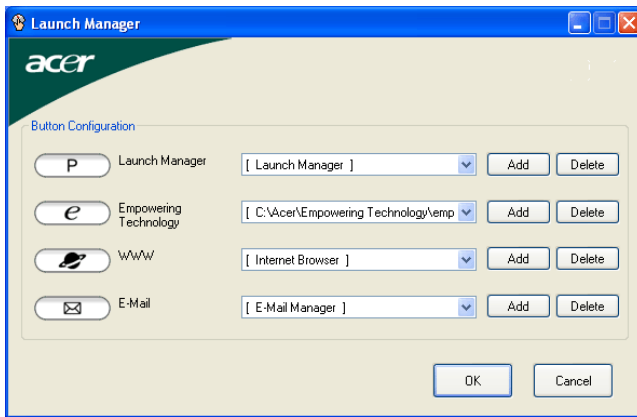 Launch Manager
acer
Button Configuration
P Launch Manager [ Launch Manager ] Add Delete
e Empowering Technology [ C:\Acer\Empowering Technology\emp Add Delete
WWW [ Internet Browser ] Add Delete
E-Mail [ E-Mail Manager ] Add Delete
OK Cancel